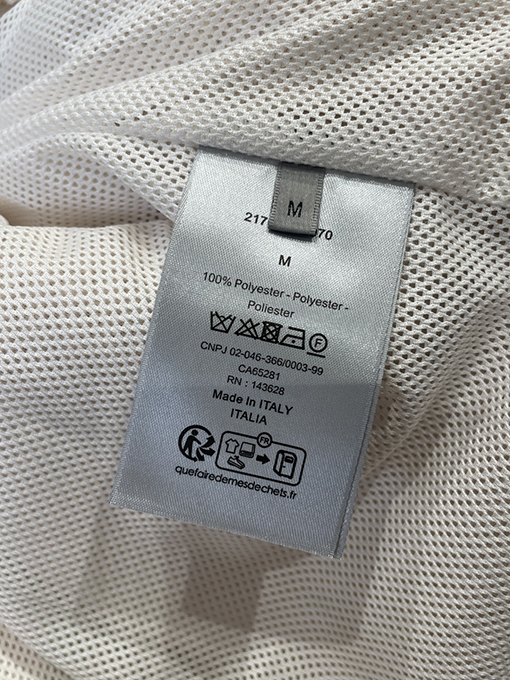 M
217 70
M
100% Polyester - Polyester -
Poliester
F
CNPJ 02-046-366/0003-99
CA65281
RN : 143628
Made In ITALY
ITALIA
FR
quefairedemesdechets.fr